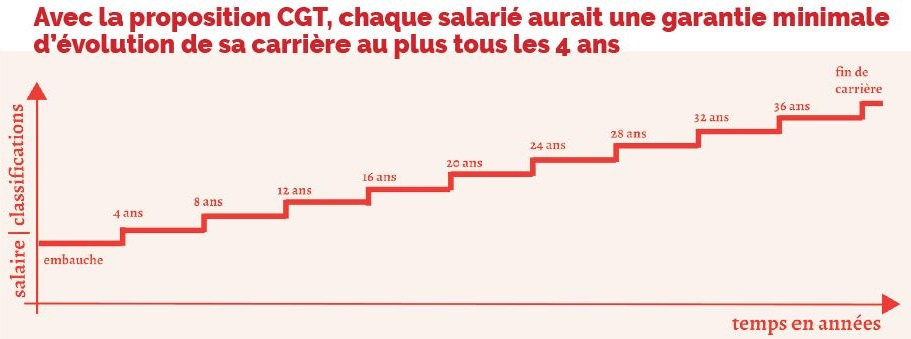 Avec la proposition CGT, chaque salarié aurait une garantie minimale
d'évolution de sa carrière au plus tous les 4 ans
salaire | classifications
embauche
4 ans
8 ans
12 ans
16 ans
20 ans
24 ans
28 ans
32 ans
36 ans
fin de
carrière
temps en années